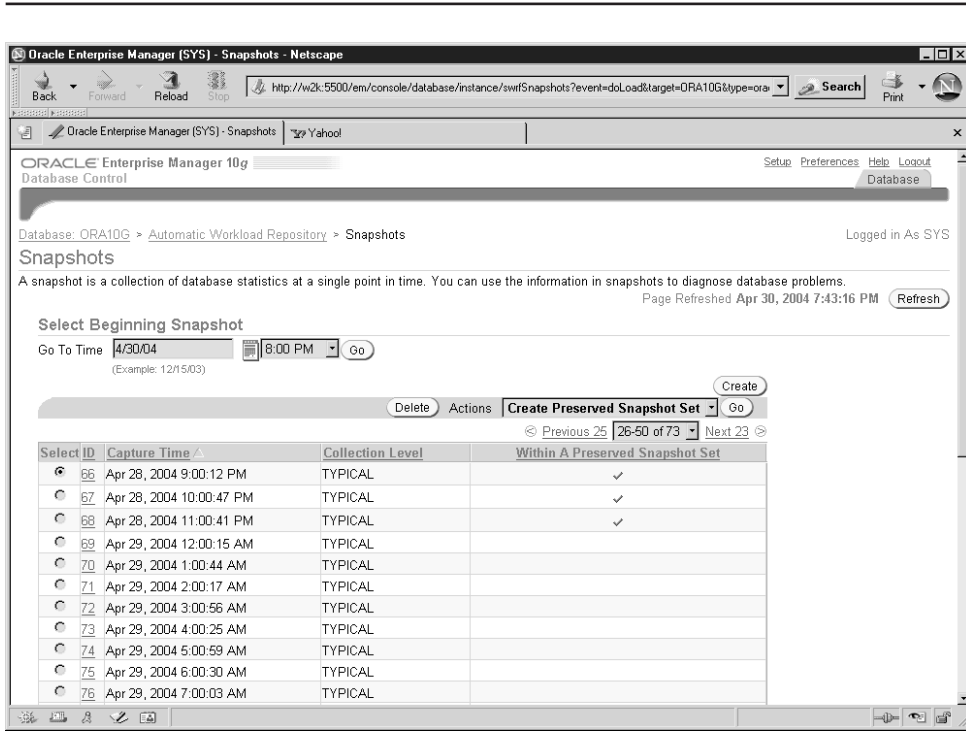 Oracle Enterprise Manager (SYS) - Snapshots - Netscape
Back Forward Reload Stop http://w2k:5500/em/console/database/instance/swrfSnapshots?event=doLoad&target=ORA10G&type=ora Search Print
Oracle Enterprise Manager (SYS) - Snapshots Yahoo!
ORACLE Enterprise Manager 10g Setup Preferences Help Logout
Database Control Database
Database: ORA10G > Automatic Workload Repository > Snapshots Logged in As SYS
Snapshots
A snapshot is a collection of database statistics at a single point in time. You can use the information in snapshots to diagnose database problems.
Page Refreshed Apr 30, 2004 7:43:16 PM Refresh
Select Beginning Snapshot
Go To Time 4/30/04 8:00 PM Go
(Example: 12/15/03)
Create
Delete Actions Create Preserved Snapshot Set Go
Previous 25 26-50 of 73 Next 23
Select ID Capture Time Collection Level Within A Preserved Snapshot Set
66 Apr 28, 2004 9:00:12 PM TYPICAL ✓
67 Apr 28, 2004 10:00:47 PM TYPICAL ✓
68 Apr 28, 2004 11:00:41 PM TYPICAL ✓
69 Apr 29, 2004 12:00:15 AM TYPICAL
70 Apr 29, 2004 1:00:44 AM TYPICAL
71 Apr 29, 2004 2:00:17 AM TYPICAL
72 Apr 29, 2004 3:00:56 AM TYPICAL
73 Apr 29, 2004 4:00:25 AM TYPICAL
74 Apr 29, 2004 5:00:59 AM TYPICAL
75 Apr 29, 2004 6:00:30 AM TYPICAL
76 Apr 29, 2004 7:00:03 AM TYPICAL